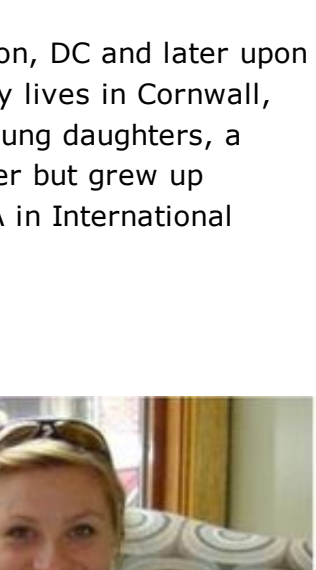 on, DC and later upon
y lives in Cornwall,
ung daughters, a
er but grew up
A in International